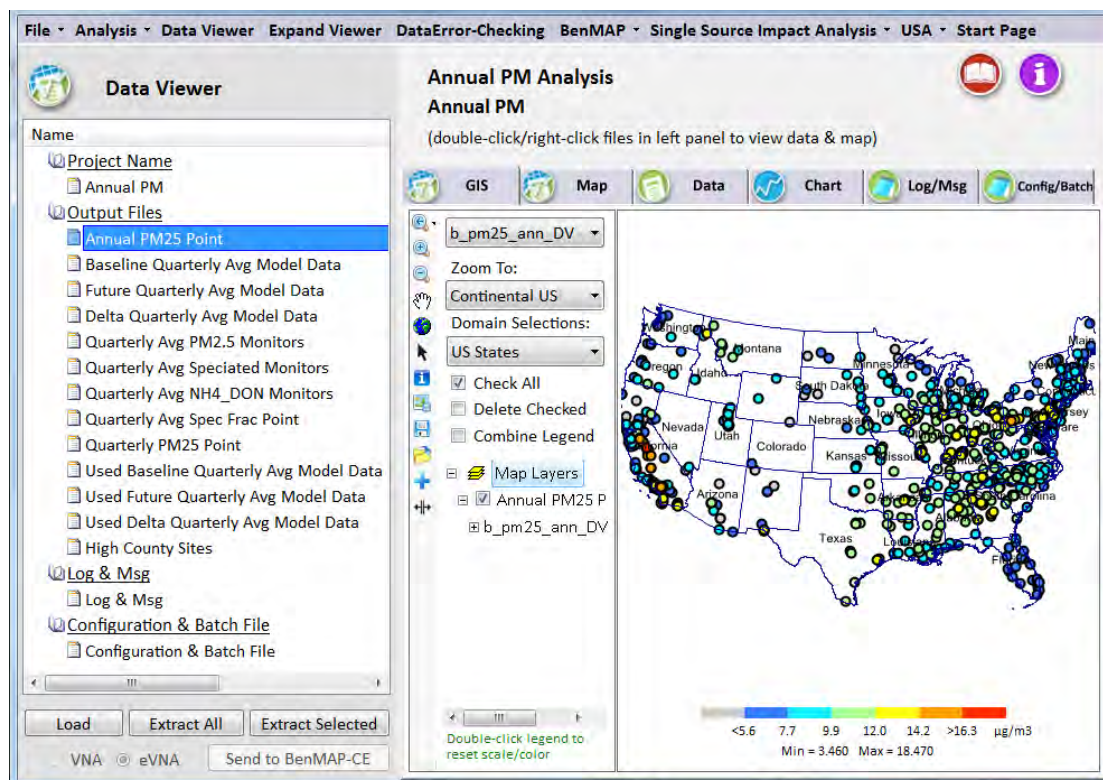 File Analysis Data Viewer Expand Viewer DataError-Checking BenMAP Single Source Impact Analysis USA Start Page
Data Viewer
Name
Project Name
Annual PM
Output Files
Annual PM25 Point
Baseline Quarterly Avg Model Data
Future Quarterly Avg Model Data
Delta Quarterly Avg Model Data
Quarterly Avg PM2.5 Monitors
Quarterly Avg Speciated Monitors
Quarterly Avg NH4_DON Monitors
Quarterly Avg Spec Frac Point
Quarterly PM25 Point
Used Baseline Quarterly Avg Model Data
Used Future Quarterly Avg Model Data
Used Delta Quarterly Avg Model Data
High County Sites
Log & Msg
Log & Msg
Configuration & Batch File
Configuration & Batch File
Load Extract All Extract Selected
VNA eVNA Send to BenMAP-CE
Annual PM Analysis
Annual PM
(double-click/right-click files in left panel to view data & map)
GIS Map Data Chart Log/Msg Config/Batch
b_pm25_ann_DV
Zoom To:
Continental US
Domain Selections:
US States
Check All
Delete Checked
Combine Legend
Map Layers
Annual PM25 P
b_pm25_ann_DV
Double-click legend to
reset scale/color
Washington
Montana
Main
Oregon
Idaho
South Dakota
Minnesota
Nebraska
Iowa
Nevada
Utah
Colorado
Kansas
Missouri
Arizona
Texas
<5.6 7.7 9.9 12.0 14.2 >16.3 µg/m3
Min = 3.460 Max = 18.470